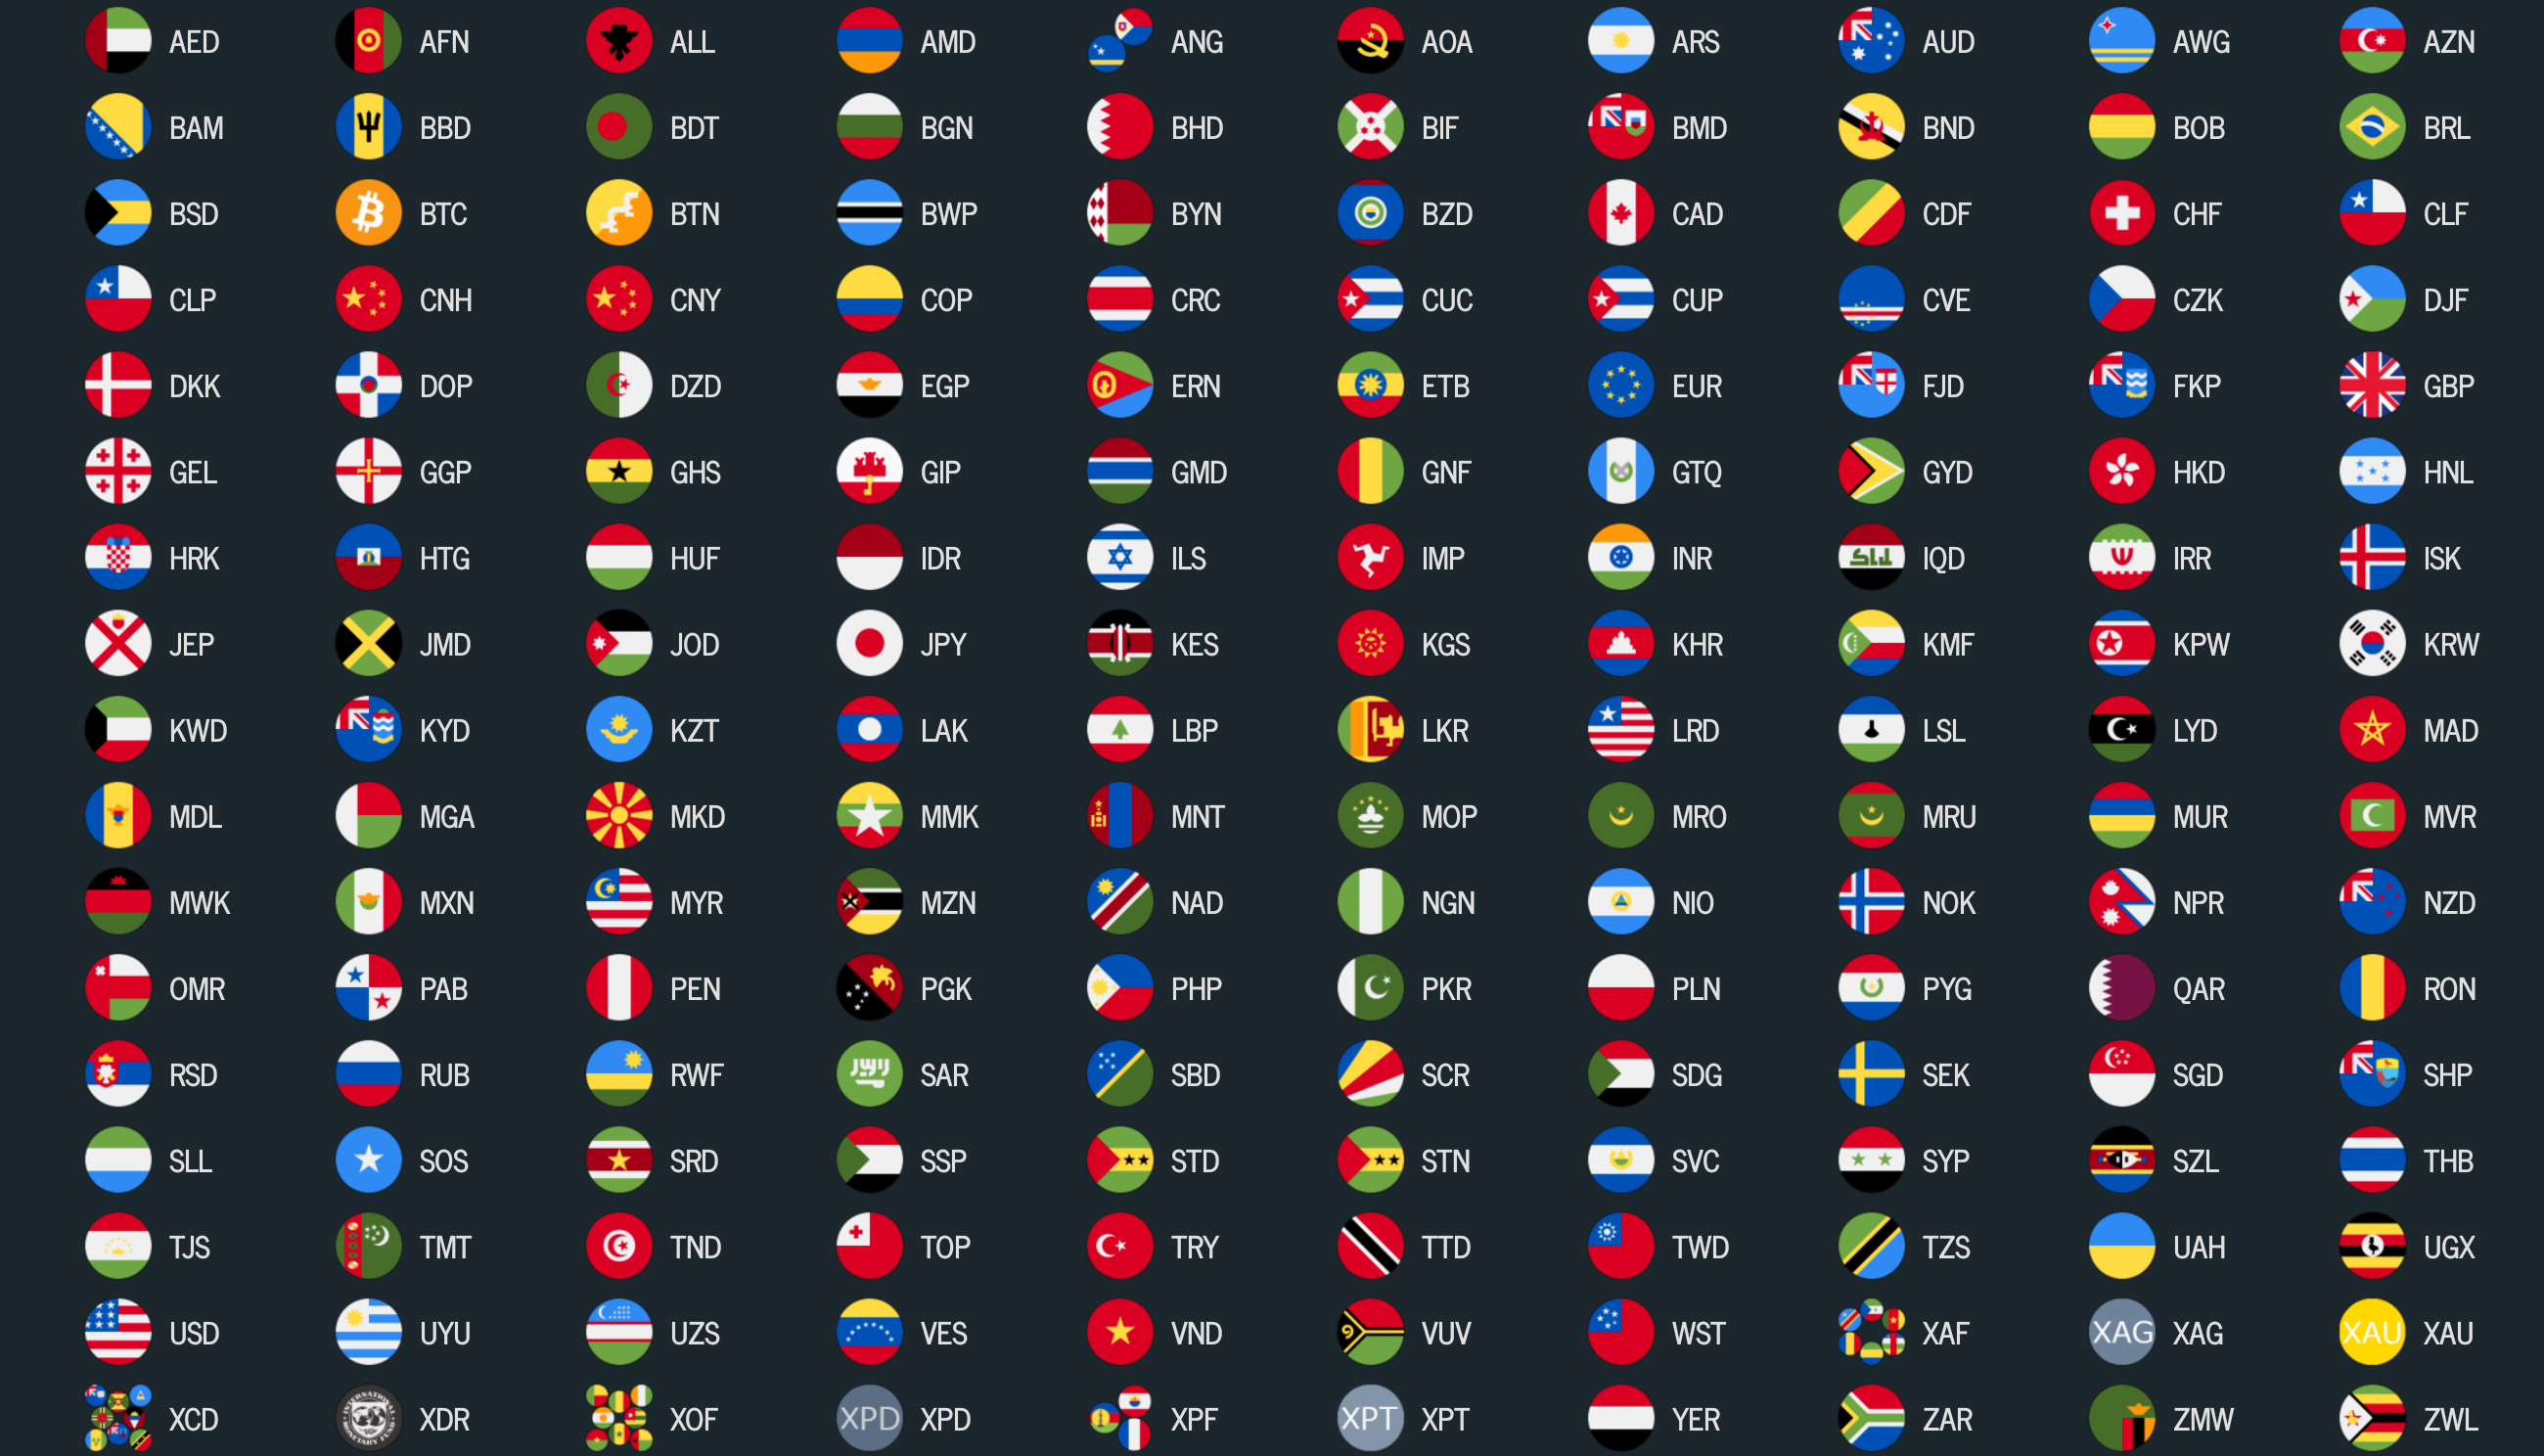 AED AFN ALL AMD ANG AOA ARS AUD AWG AZN
BAM BBD BDT BGN BHD BIF BMD BND BOB BRL
BSD BTC BTN BWP BYN BZD CAD CDF CHF CLF
CLP CNH CNY COP CRC CUC CUP CVE CZK DJF
DKK DOP DZD EGP ERN ETB EUR FJD FKP GBP
GEL GGP GHS GIP GMD GNF GTQ GYD HKD HNL
HRK HTG HUF IDR ILS IMP INR IQD IRR ISK
JEP JMD JOD JPY KES KGS KHR KMF KPW KRW
KWD KYD KZT LAK LBP LKR LRD LSL LYD MAD
MDL MGA MKD MMK MNT MOP MRO MRU MUR MVR
MWK MXN MYR MZN NAD NGN NIO NOK NPR NZD
OMR PAB PEN PGK PHP PKR PLN PYG QAR RON
RSD RUB RWF SAR SBD SCR SDG SEK SGD SHP
SLL SOS SRD SSP STD STN SVC SYP SZL THB
TJS TMT TND TOP TRY TTD TWD TZS UAH UGX
USD UYU UZS VES VND VUV WST XAF XAG XAG XAU XAU
XCD INTERNATIONAL MONETARY FUND XDR XOF XPD XPD XPF XPT XPT YER ZAR ZMW ZWL